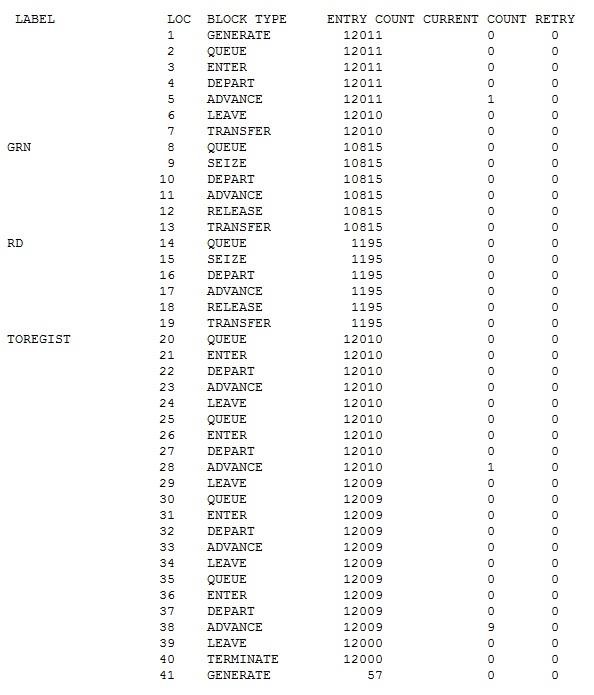 LABEL LOC BLOCK TYPE ENTRY COUNT CURRENT COUNT RETRY
1 GENERATE 12011 0 0
2 QUEUE 12011 0 0
3 ENTER 12011 0 0
4 DEPART 12011 0 0
5 ADVANCE 12011 1 0
6 LEAVE 12010 0 0
7 TRANSFER 12010 0 0
GRN 8 QUEUE 10815 0 0
9 SEIZE 10815 0 0
10 DEPART 10815 0 0
11 ADVANCE 10815 0 0
12 RELEASE 10815 0 0
13 TRANSFER 10815 0 0
RD 14 QUEUE 1195 0 0
15 SEIZE 1195 0 0
16 DEPART 1195 0 0
17 ADVANCE 1195 0 0
18 RELEASE 1195 0 0
19 TRANSFER 1195 0 0
TOREGIST 20 QUEUE 12010 0 0
21 ENTER 12010 0 0
22 DEPART 12010 0 0
23 ADVANCE 12010 0 0
24 LEAVE 12010 0 0
25 QUEUE 12010 0 0
26 ENTER 12010 0 0
27 DEPART 12010 0 0
28 ADVANCE 12010 1 0
29 LEAVE 12009 0 0
30 QUEUE 12009 0 0
31 ENTER 12009 0 0
32 DEPART 12009 0 0
33 ADVANCE 12009 0 0
34 LEAVE 12009 0 0
35 QUEUE 12009 0 0
36 ENTER 12009 0 0
37 DEPART 12009 0 0
38 ADVANCE 12009 9 0
39 LEAVE 12000 0 0
40 TERMINATE 12000 0 0
41 GENERATE 57 0 0